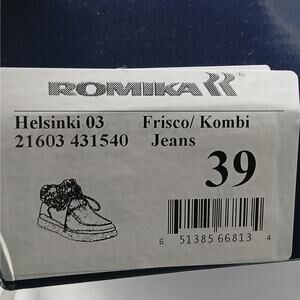 ROMIKA
Helsinki 03 Frisco/ Kombi
21603 431540 Jeans
39
6 51385 66813 4